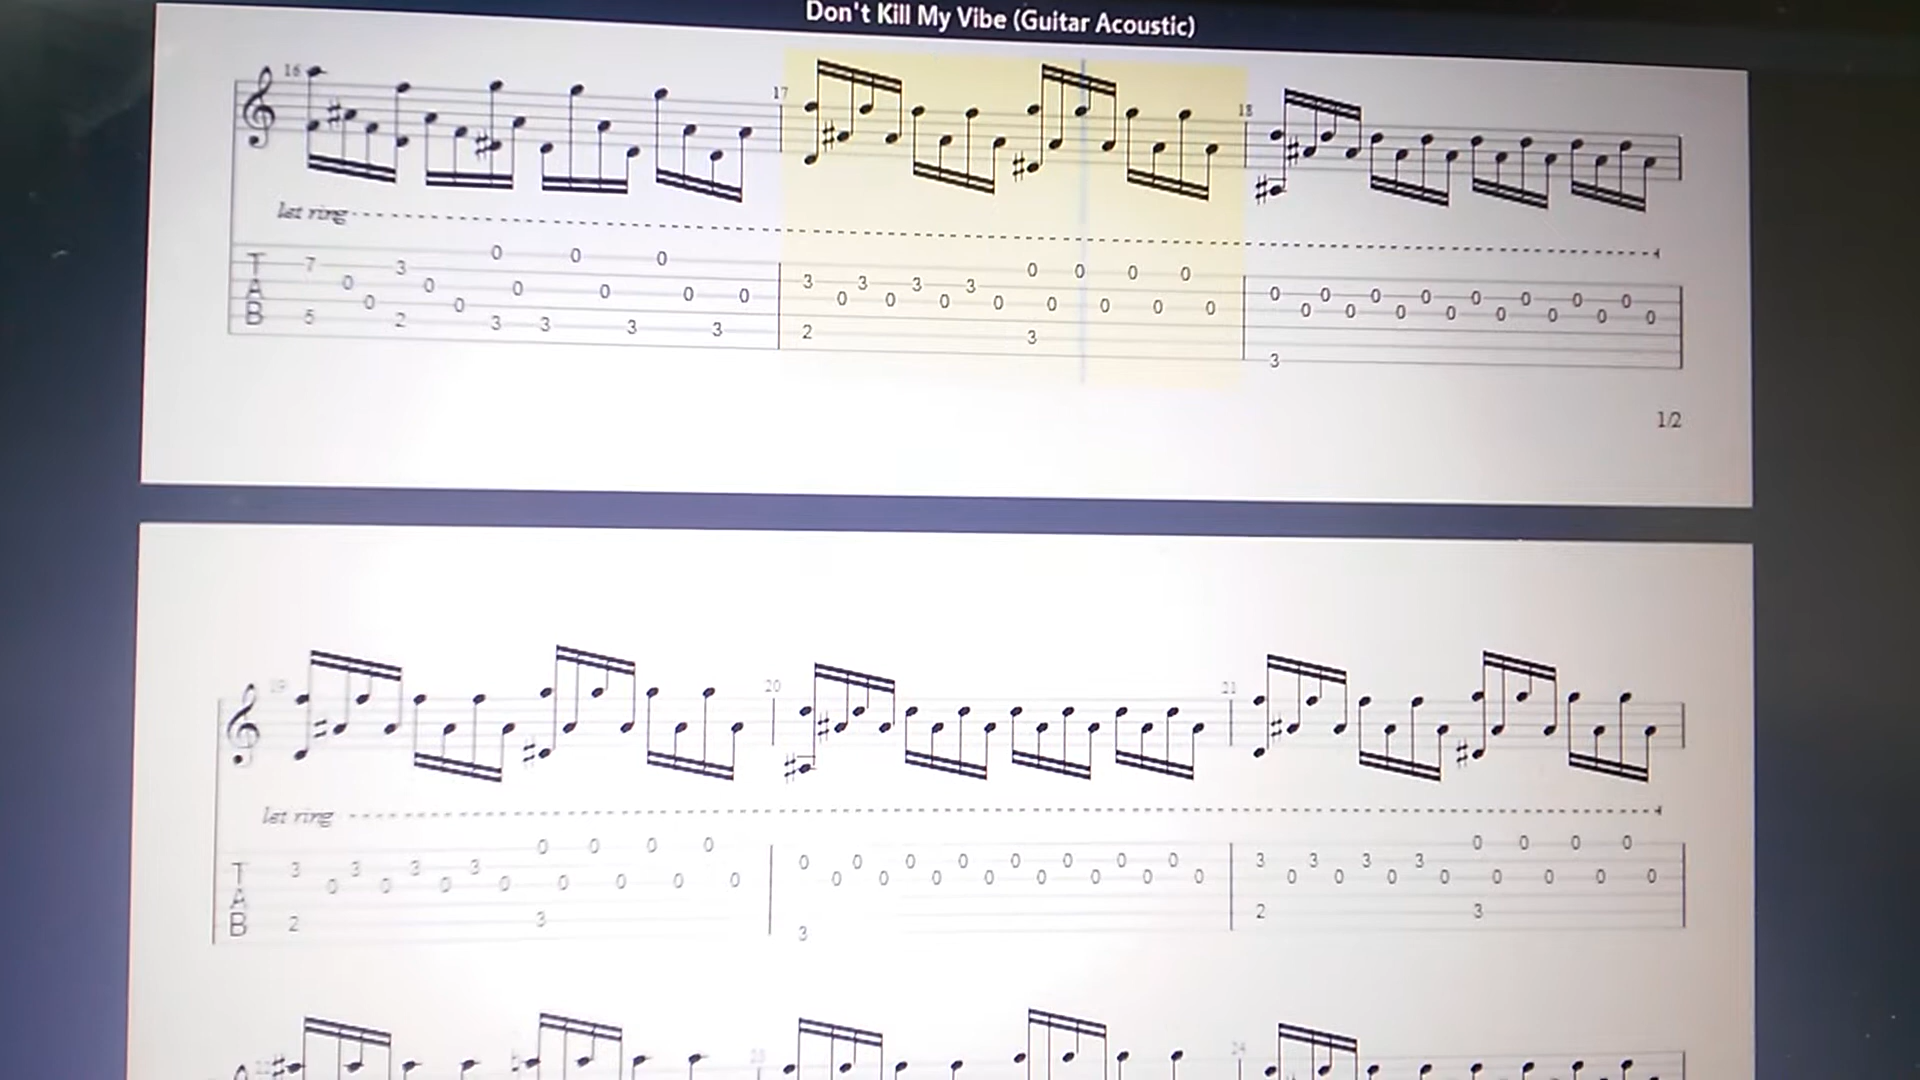 Don't Kill My Vibe (Guitar Acoustic)
16 17 18
let ring
T A B
0 0 0 0 0 0 0
7 3 3 3 3 3 0 0 0 0 0 0 0 0
0 0 0 0 0 0 0 0 0 0 0 0 0 0 0 0 0 0 0 0 0 0
0 0
5 2 3 3 3 3 2 3
3
1/2
19 20 21
let ring
T A B
0 0 0 0 0 0 0 0
3 3 3 3 0 0 0 0 0 0 0 0 3 3 3 3
0 0 0 0 0 0 0 0 0 0 0 0 0 0 0 0 0 0 0 0 0 0 0 0
2 3 2 3
3
24